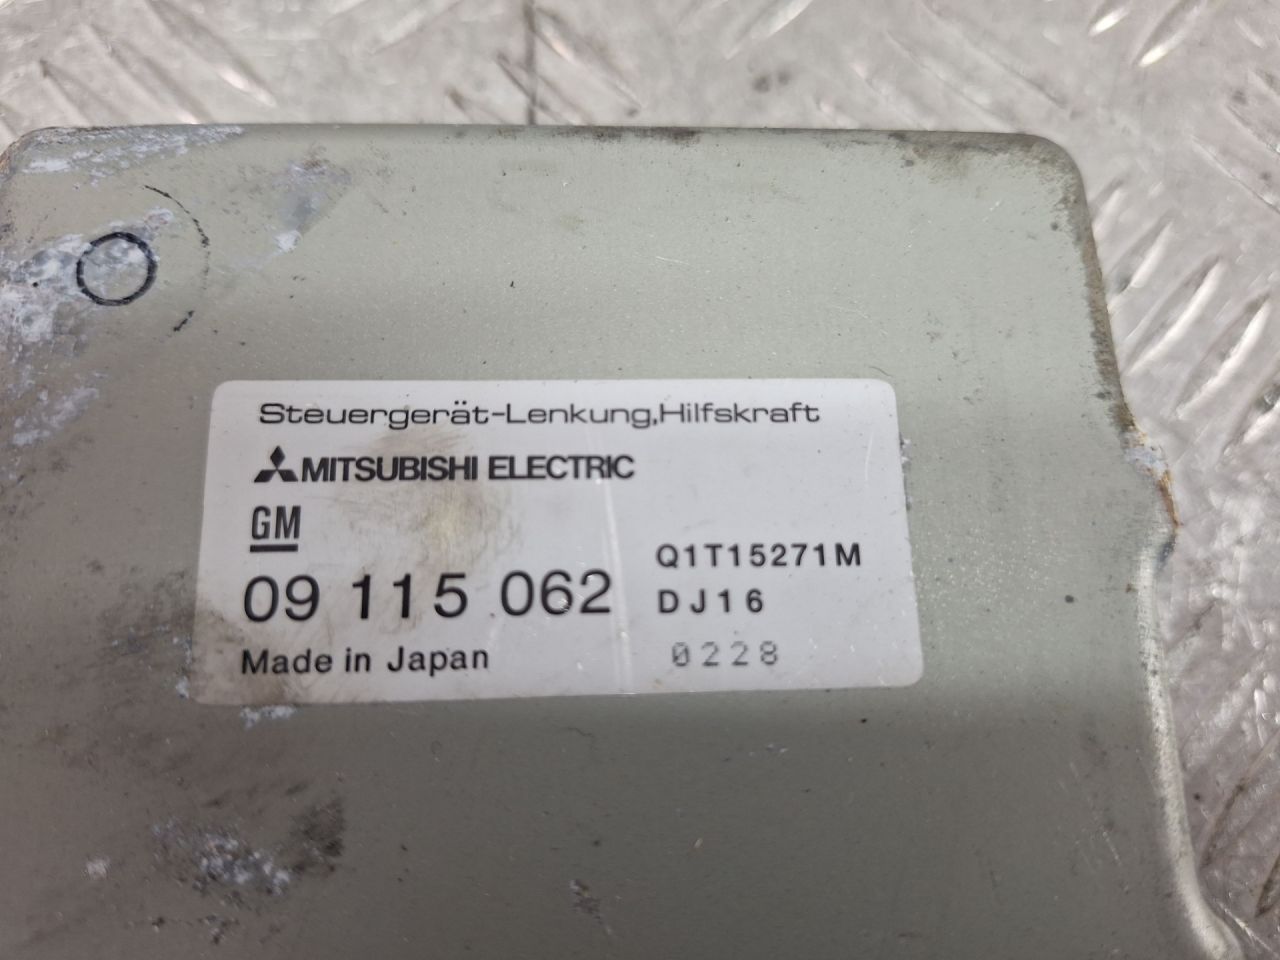 Steuergerät-Lenkung,Hilfskraft
MITSUBISHI ELECTRIC
GM
09 115 062
Q1T15271M
DJ16
Made in Japan
0228